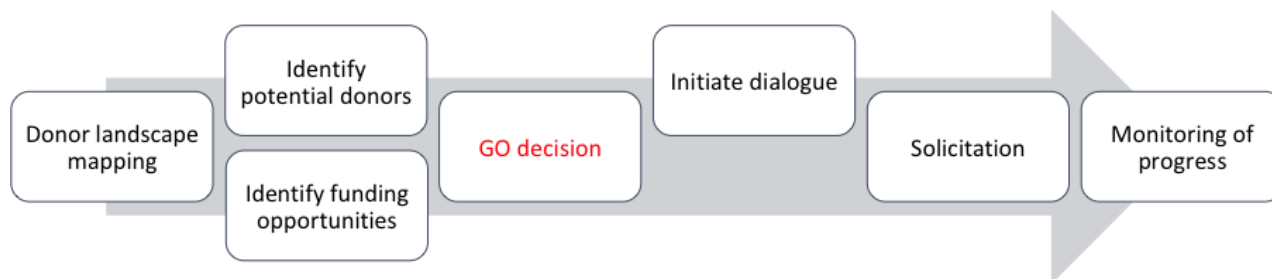 Donor landscape
mapping
Identify
potential donors
Identify funding
opportunities
GO decision
Initiate dialogue
Solicitation
Monitoring of
progress